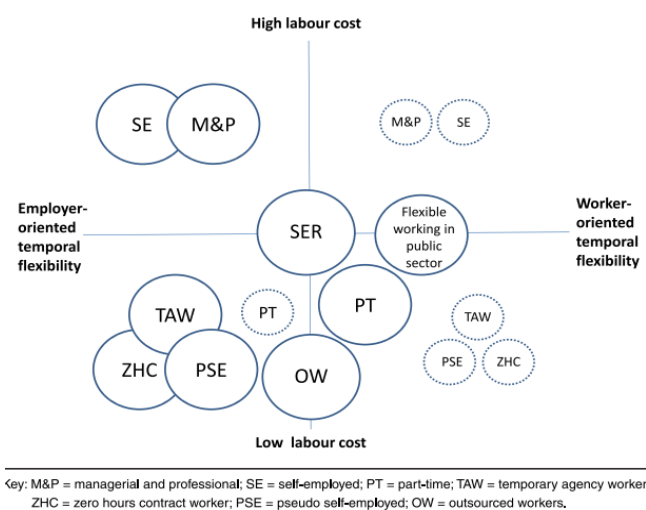 High labour cost
SE
M&P
M&P
SE
Employer-
oriented
temporal
flexibility
SER
Flexible
working in
public
sector
Worker-
oriented
temporal
flexibility
TAW
PT
PT
TAW
ZHC
PSE
OW
PSE
ZHC
Low labour cost
Key: M&P = managerial and professional; SE = self-employed; PT = part-time; TAW = temporary agency worker
ZHC = zero hours contract worker; PSE = pseudo self-employed; OW = outsourced workers.